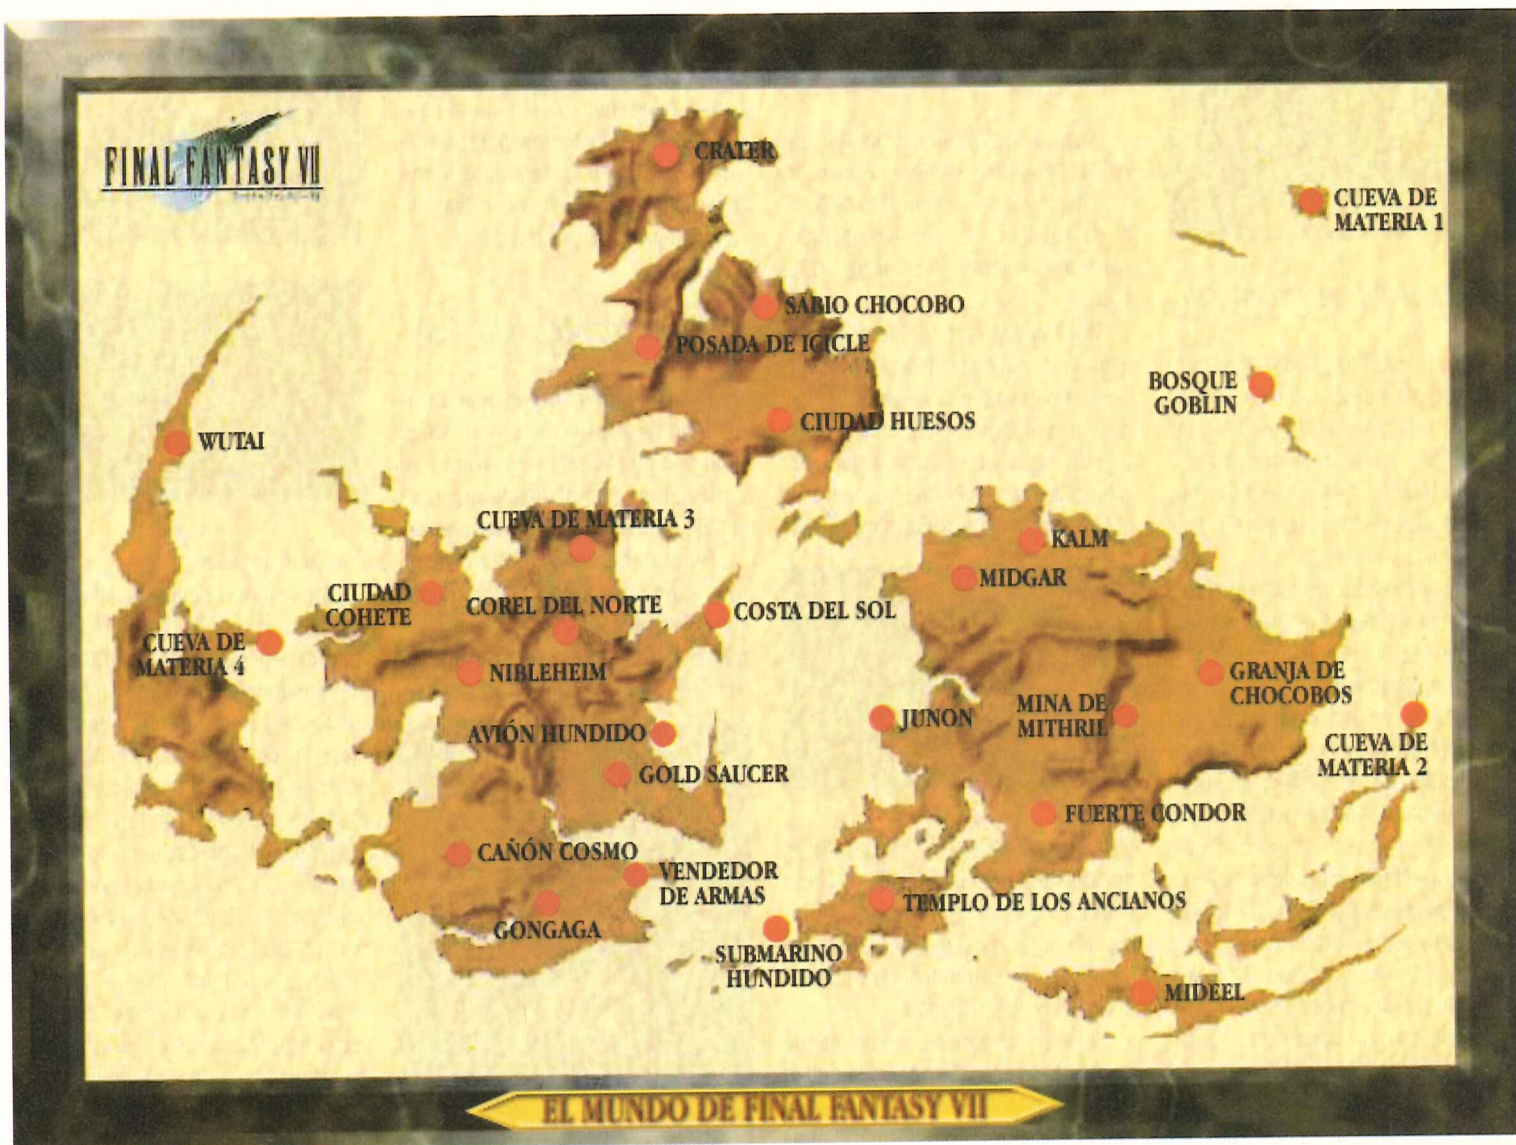 FINAL FANTASY VII
CRATER
CUEVA DE
MATERIA 1
SABIO CHOCOBO
POSADA DE ICICLE
BOSQUE
GOBLIN
CIUDAD HUESOS
WUTAI
CUEVA DE MATERIA 3
KALM
MIDGAR
CIUDAD
COHETE
COREL DEL NORTE
COSTA DEL SOL
CUEVA DE
MATERIA 4
NIBLEHEIM
GRANJA DE
CHOCOBOS
MINA DE
MITHRIL
JUNON
AVIÓN HUNDIDO
CUEVA DE
MATERIA 2
GOLD SAUCER
FUERTE CONDOR
CAÑÓN COSMO
VENDEDOR
DE ARMAS
TEMPLO DE LOS ANCIANOS
GONGAGA
SUBMARINO
HUNDIDO
MIDEEL
EL MUNDO DE FINAL FANTASY VII